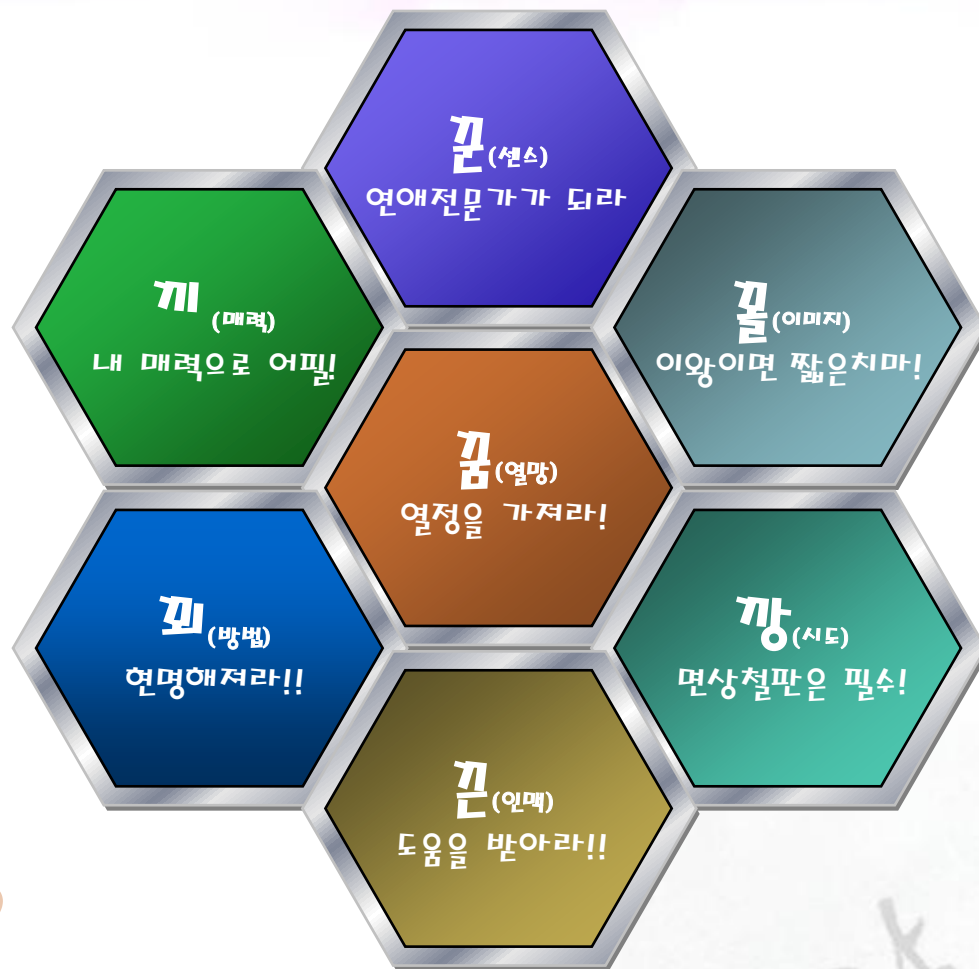 꾼(센스)
연애전문가가 되라
끼 (매력)
내 매력으로 어필!
꼴(이미지)
이왕이면 짧은치마!
꿈(열망)
열정을 가져라!
꾀(방법)
현명해져라!!
깡(시도)
면상철판은 필수!
끈(인맥)
도움을 받아라!!
k